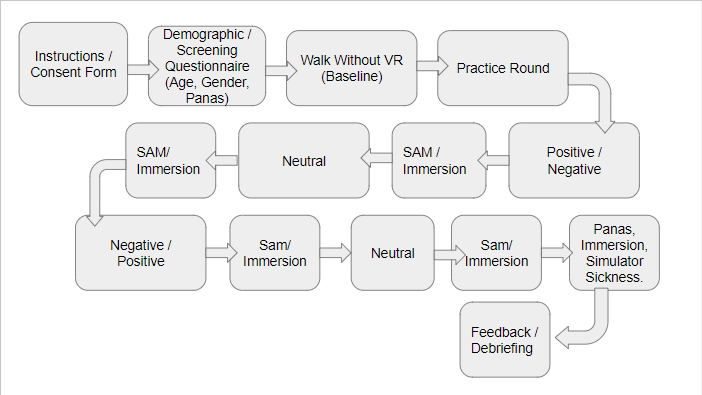 Instructions /
Consent Form
Demographic /
Screening
Questionnaire
(Age, Gender,
Panas)
Walk Without VR
(Baseline)
Practice Round
Positive /
Negative
SAM /
Immersion
Neutral
SAM/
Immersion
Negative /
Positive
Sam/
Immersion
Neutral
Sam/
Immersion
Panas,
Immersion,
Simulator
Sickness.
Feedback /
Debriefing